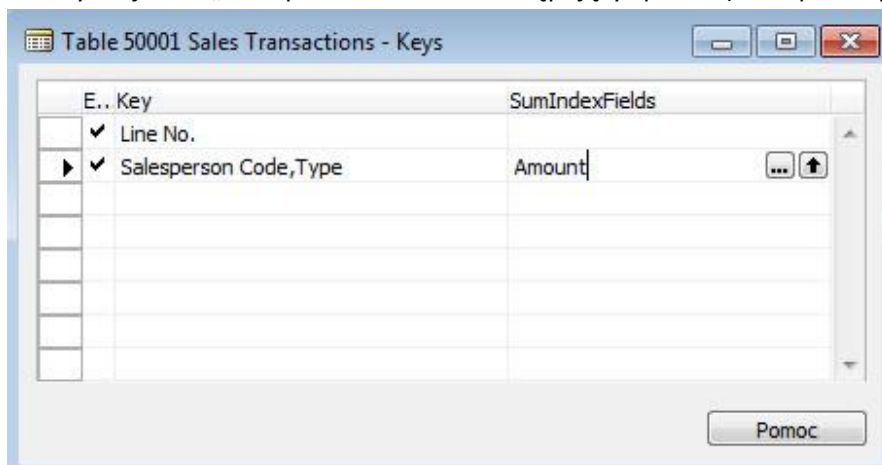 Table 50001 Sales Transactions - Keys
E.. Key SumIndexFields
Line No.
Salesperson Code,Type Amount ...
Pomoc